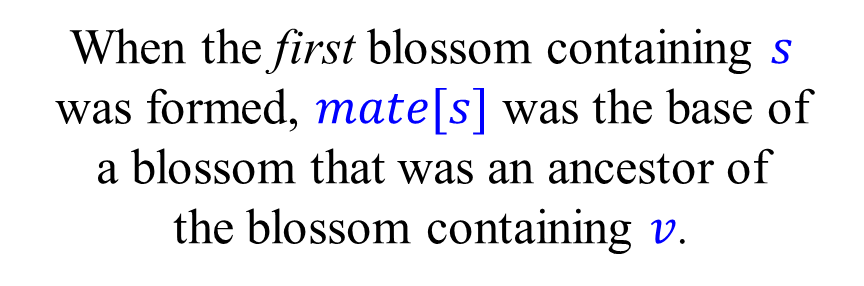 When the first blossom containing s
was formed, mate[s] was the base of
a blossom that was an ancestor of
the blossom containing v.